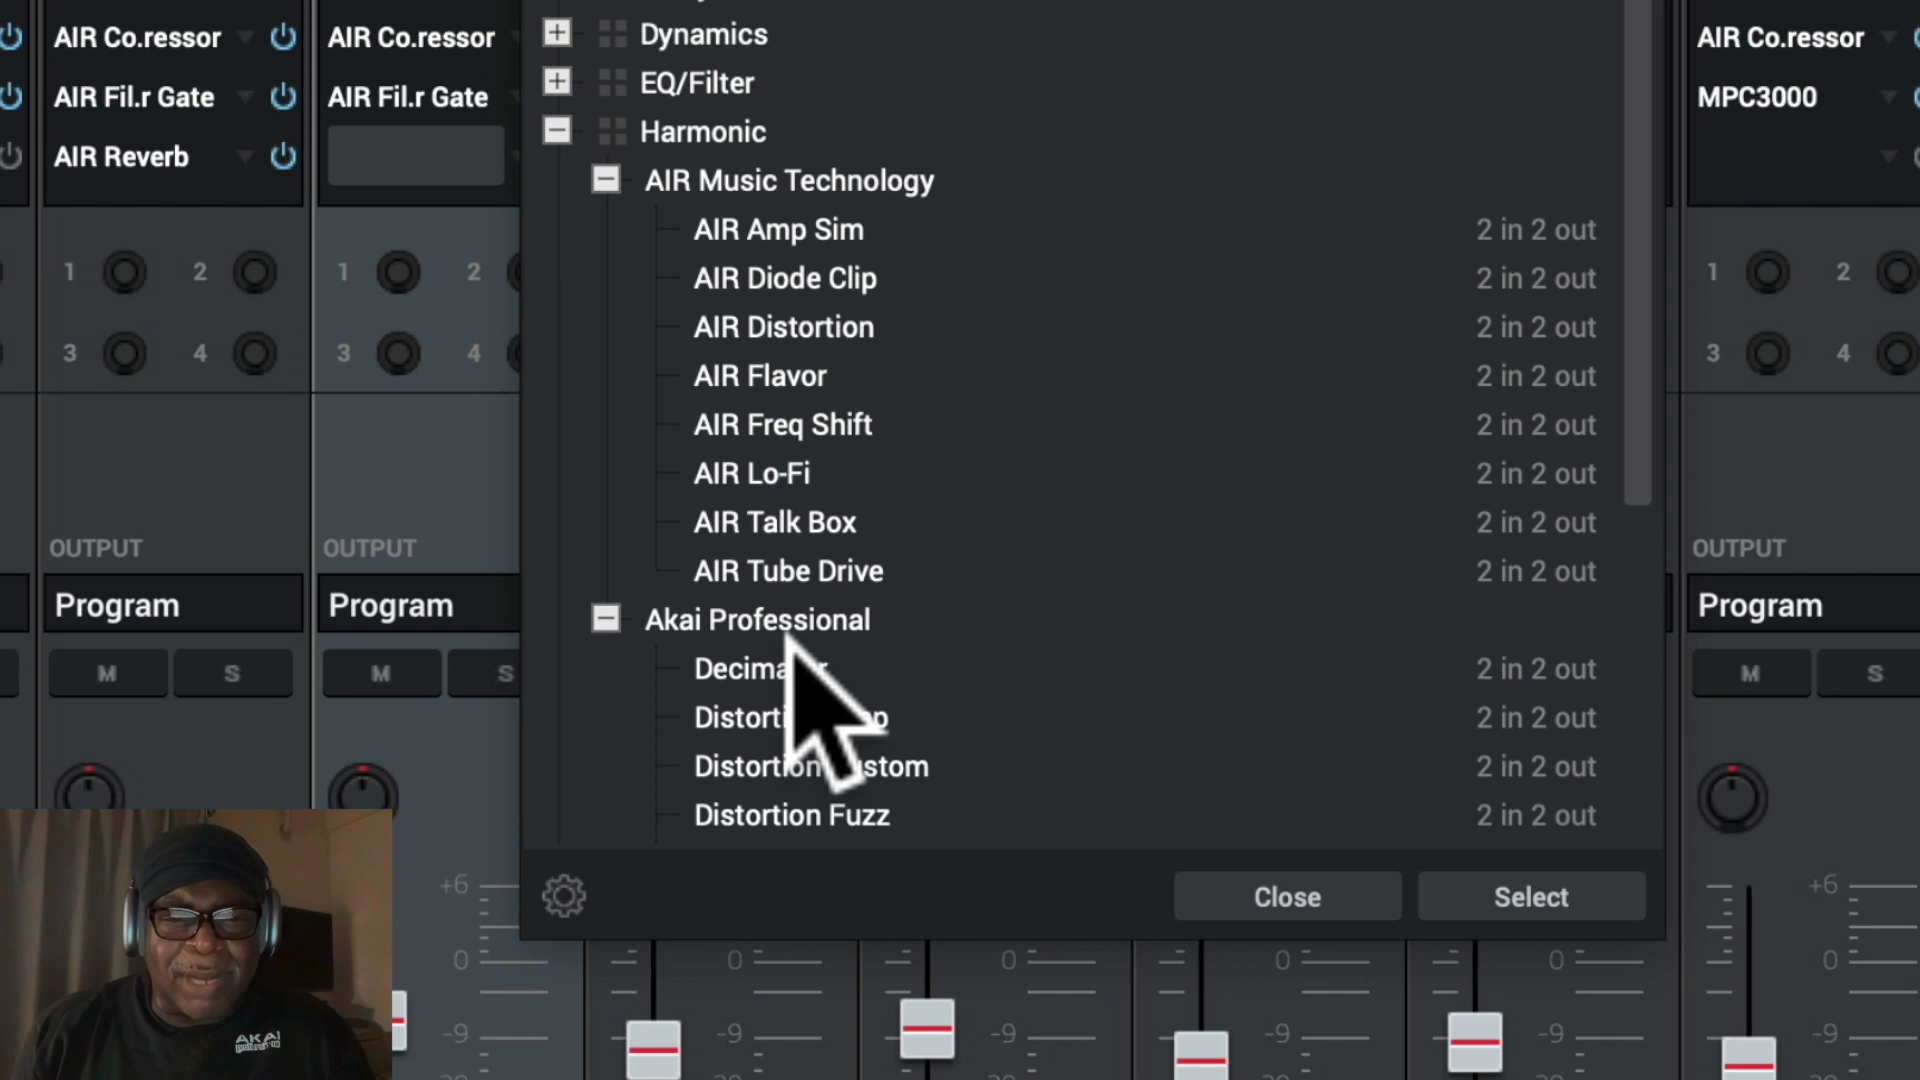 AIR Co.ressor
AIR Fil.r Gate
AIR Reverb
1 2
3 4
OUTPUT
Program
M S
AIR Co.ressor
AIR Fil.r Gate
1 2
3 4
OUTPUT
Program
M S
Dynamics
EQ/Filter
Harmonic
AIR Music Technology
AIR Amp Sim 2 in 2 out
AIR Diode Clip 2 in 2 out
AIR Distortion 2 in 2 out
AIR Flavor 2 in 2 out
AIR Freq Shift 2 in 2 out
AIR Lo-Fi 2 in 2 out
AIR Talk Box 2 in 2 out
AIR Tube Drive 2 in 2 out
Akai Professional
2 in 2 out
2 in 2 out
2 in 2 out
Distortion Fuzz 2 in 2 out
Close Select
AIR Co.ressor
MPC3000
1 2
3 4
OUTPUT
Program
M S
+6 +6
0 0 0 0 0 0
-9 -9 -9 -9 -9
AKAI